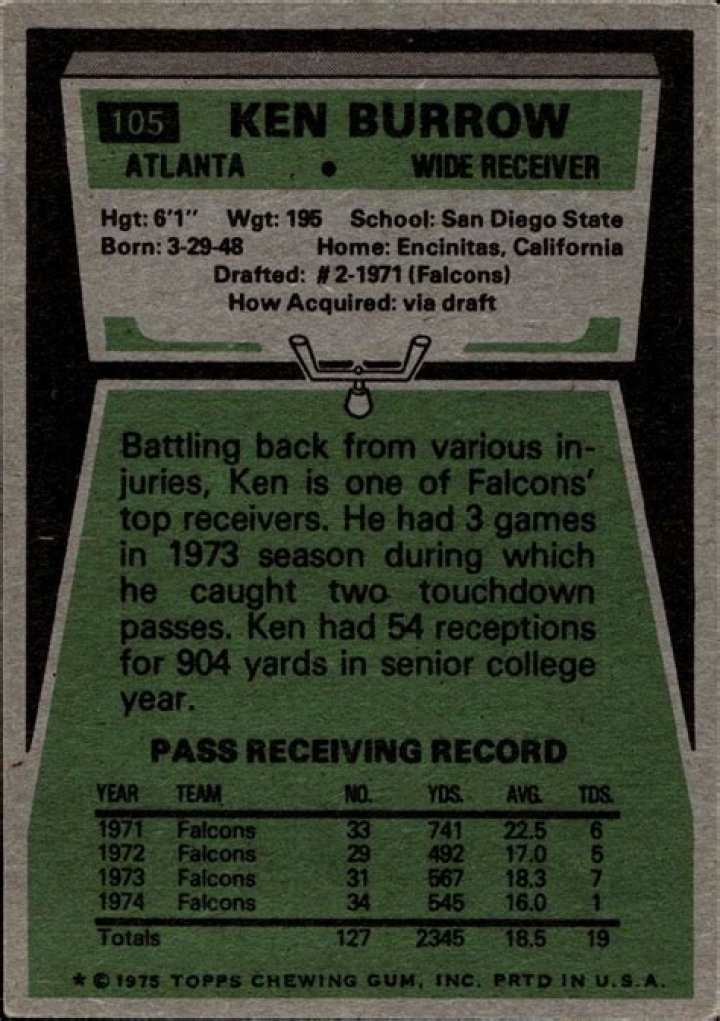 105 KEN BURROW
ATLANTA • WIDE RECEIVER
Hgt: 6'1" Wgt: 195 School: San Diego State
Born: 3-29-48 Home: Encinitas, California
Drafted: #2-1971 (Falcons)
How Acquired: via draft
Battling back from various in-
juries, Ken is one of Falcons'
top receivers. He had 3 games
in 1973 season during which
he caught two touchdown
passes. Ken had 54 receptions
for 904 yards in senior college
year.
PASS RECEIVING RECORD
YEAR TEAM NO. YDS. AVG. TDS.
1971 Falcons 33 741 22.5 6
1972 Falcons 29 492 17.0 5
1973 Falcons 31 567 18.3 7
1974 Falcons 34 545 16.0 1
Totals 127 2345 18.5 19
★ © 1975 TOPPS CHEWING GUM, INC. PRTD IN U.S.A.